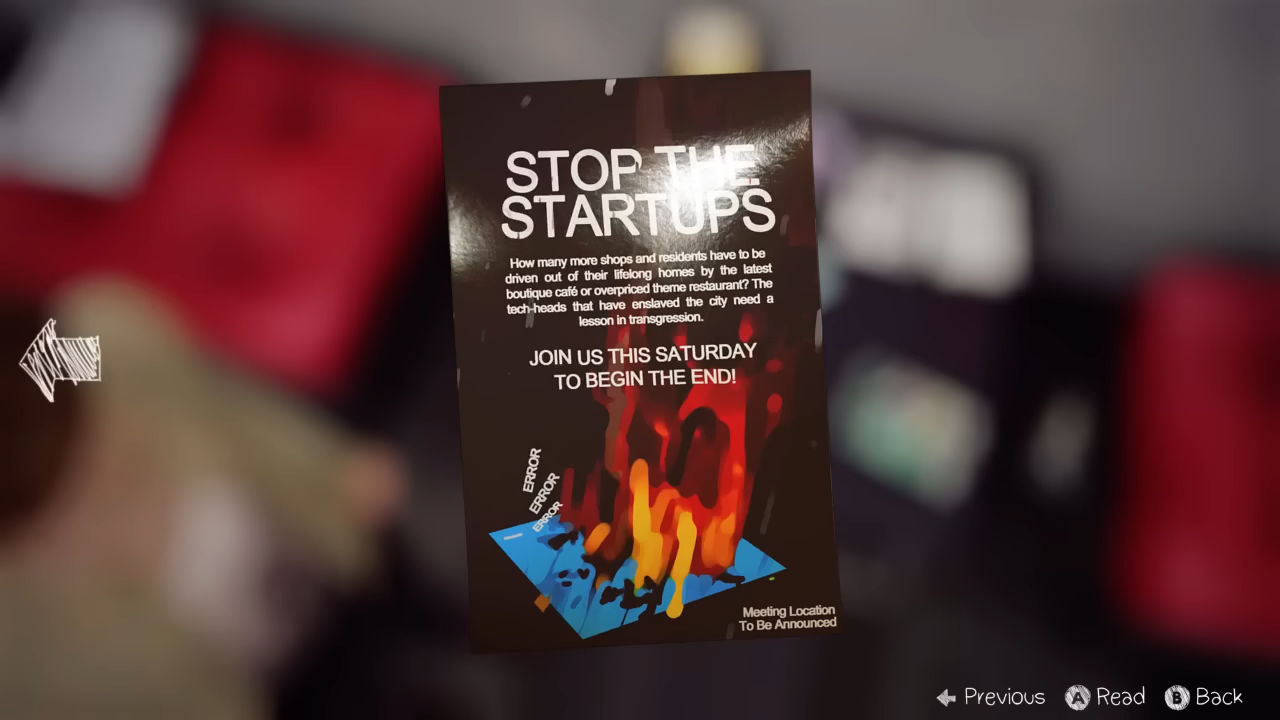 STOP THE
STARTUPS
How many more shops and residents have to be
driven out of their lifelong homes by the latest
boutique café or overpriced theme restaurant? The
tech-heads that have enslaved the city need a
lesson in transgression.
JOIN US THIS SATURDAY
TO BEGIN THE END!
ERROR
ERROR
ERROR
Meeting Location
To Be Announced
Previous A Read B Back